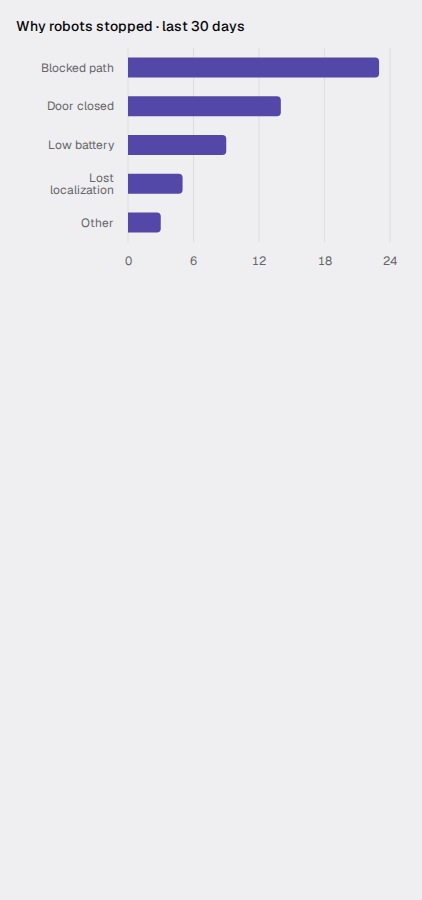 Why robots stopped · last 30 days
Blocked path
Door closed
Low battery
Lost
localization
Other
0 6 12 18 24